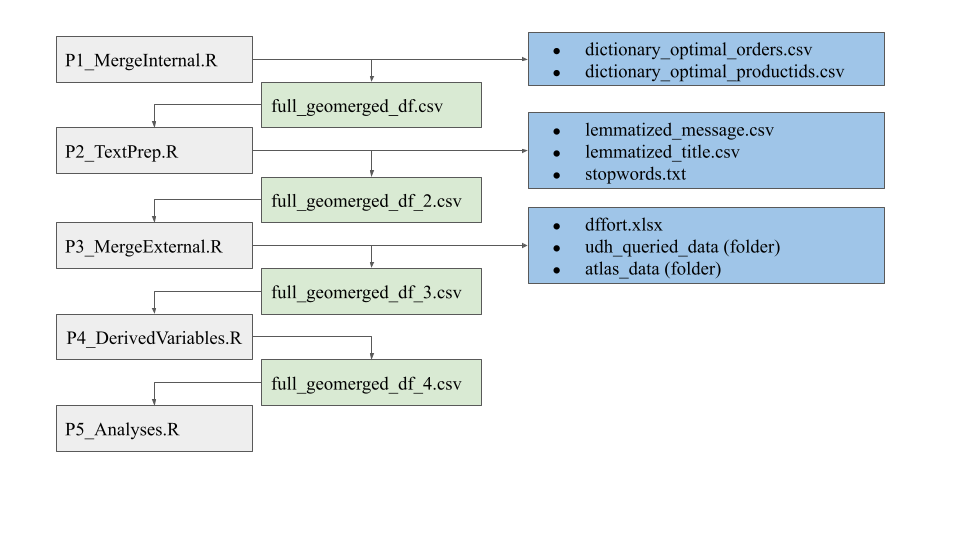 P1_MergeInternal.R
● dictionary_optimal_orders.csv
● dictionary_optimal_productids.csv
full_geomerged_df.csv
P2_TextPrep.R
● lemmatized_message.csv
● lemmatized_title.csv
● stopwords.txt
full_geomerged_df_2.csv
P3_MergeExternal.R
● dffort.xlsx
● udh_queried_data (folder)
● atlas_data (folder)
full_geomerged_df_3.csv
P4_DerivedVariables.R
full_geomerged_df_4.csv
P5_Analyses.R